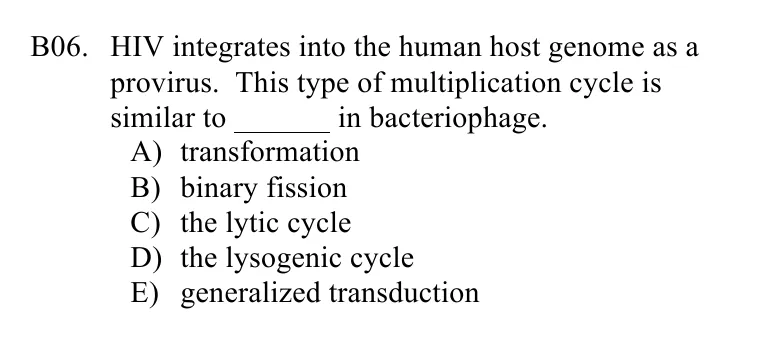 B06. HIV integrates into the human host genome as a
provirus. This type of multiplication cycle is
similar to ______ in bacteriophage.
A) transformation
B) binary fission
C) the lytic cycle
D) the lysogenic cycle
E) generalized transduction